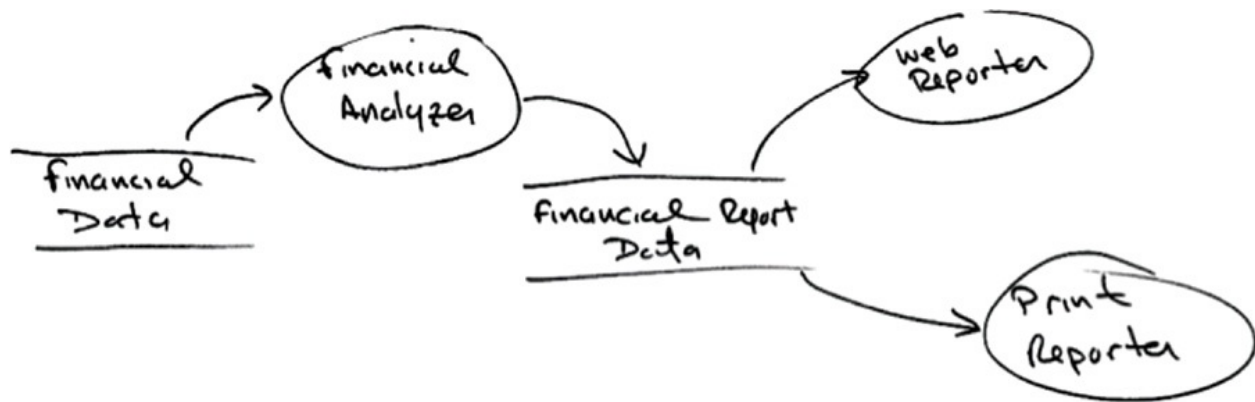 Financial
Analyzer
Web
Reporter
Financial
Data
Financial Report
Data
Print
Reporter